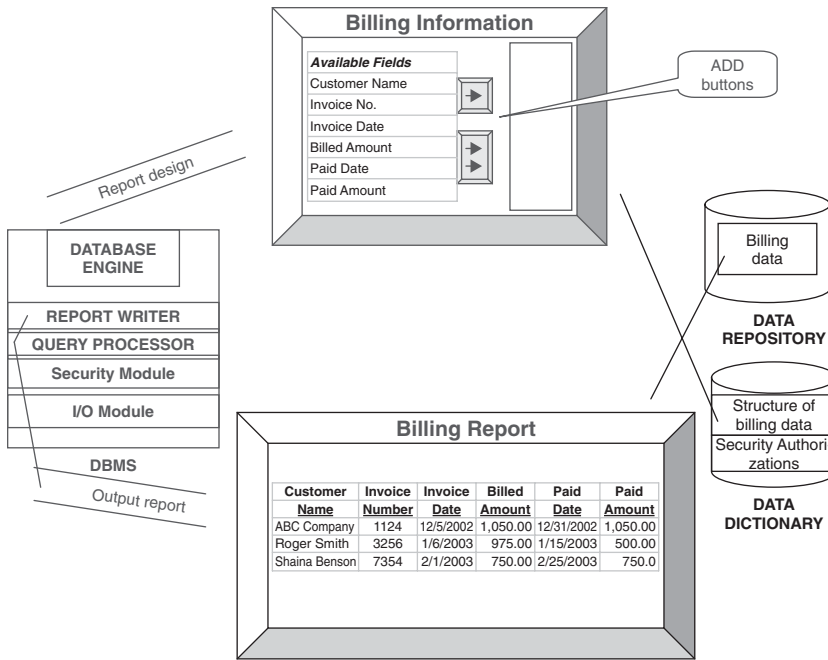 Billing Information
Available Fields
Customer Name
Invoice No.
Invoice Date
Billed Amount
Paid Date
Paid Amount
ADD
buttons
Report design
DATABASE
ENGINE
REPORT WRITER
QUERY PROCESSOR
Security Module
I/O Module
DBMS
Output report
Billing
data
DATA
REPOSITORY
Structure of
billing data
Security Authori-
zations
DATA
DICTIONARY
Billing Report
Customer Invoice Invoice Billed Paid Paid
Name Number Date Amount Date Amount
ABC Company 1124 12/5/2002 1,050.00 12/31/2002 1,050.00
Roger Smith 3256 1/6/2003 975.00 1/15/2003 500.00
Shaina Benson 7354 2/1/2003 750.00 2/25/2003 750.0